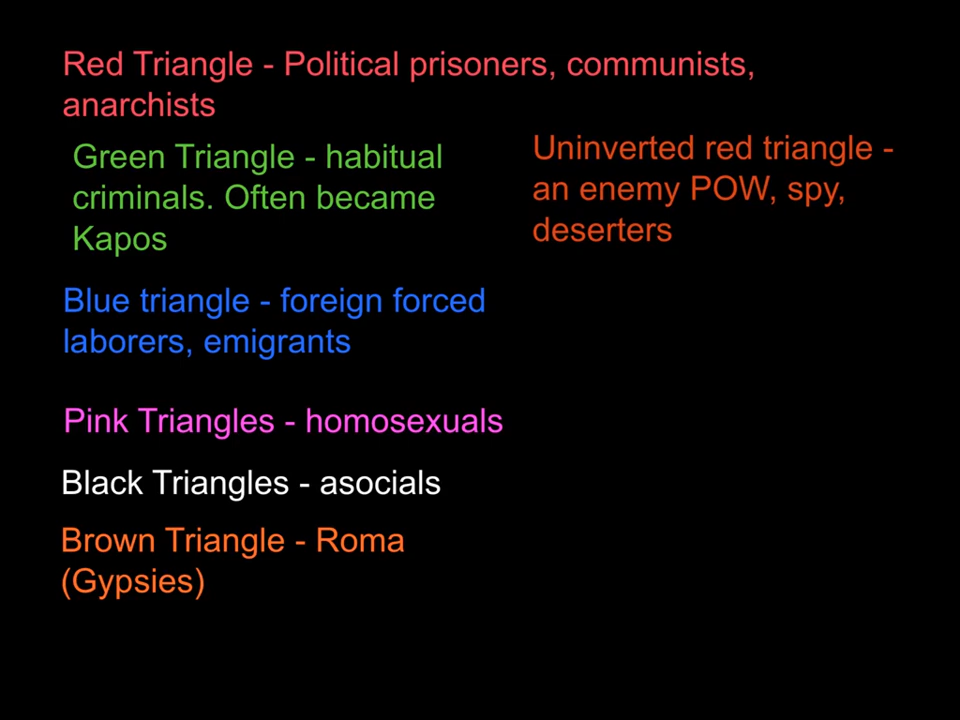 Red Triangle - Political prisoners, communists,
anarchists
Green Triangle - habitual
criminals. Often became
Kapos
Uninverted red triangle -
an enemy POW, spy,
deserters
Blue triangle - foreign forced
laborers, emigrants
Pink Triangles - homosexuals
Black Triangles - asocials
Brown Triangle - Roma
(Gypsies)